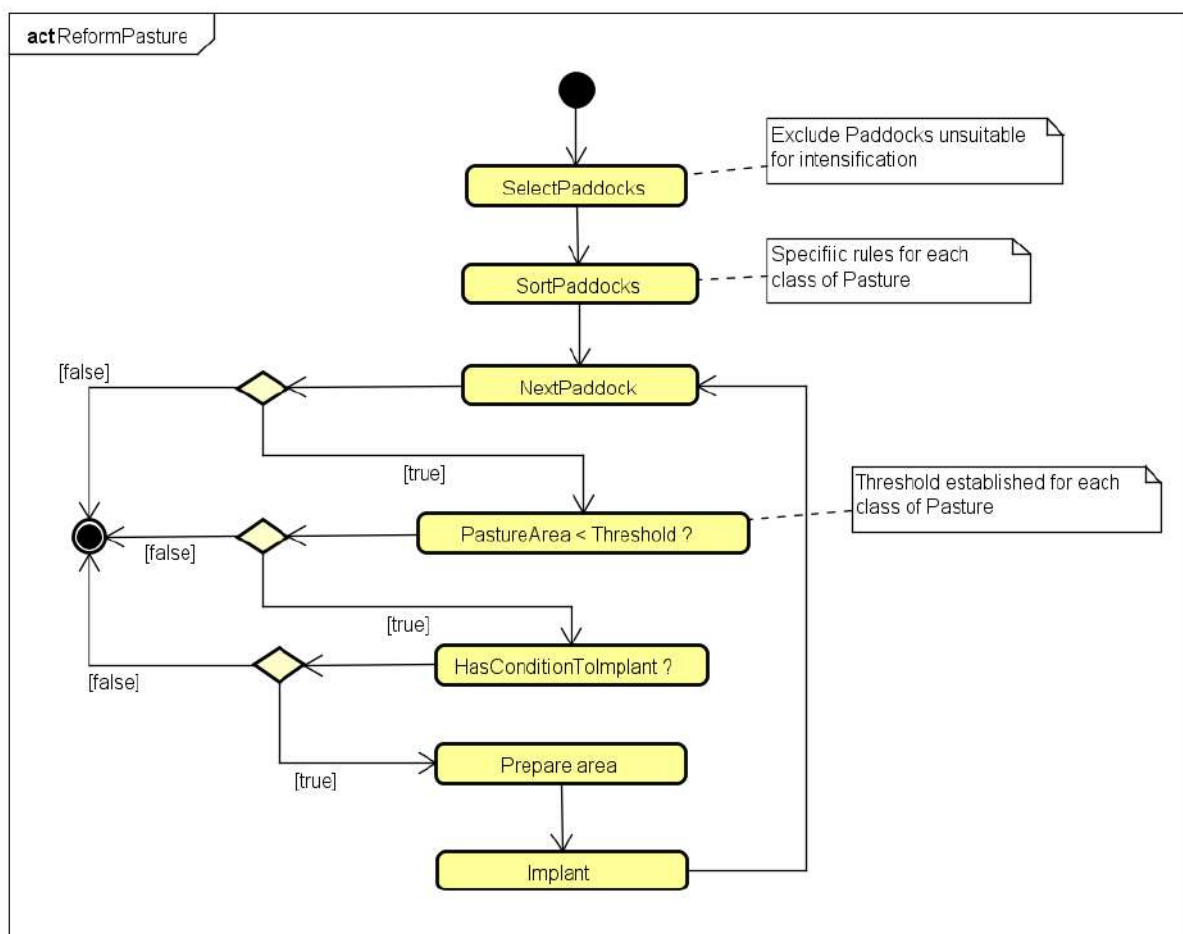 act ReformPasture
Exclude Paddocks unsuitable
for intensification
SelectPaddocks
Specifiic rules for each
class of Pasture
SortPaddocks
[false]
NextPaddock
[true]
Threshold established for each
class of Pasture
PastureArea < Threshold ?
[false]
[true]
HasConditionToImplant ?
[false]
Prepare area
[true]
Implant